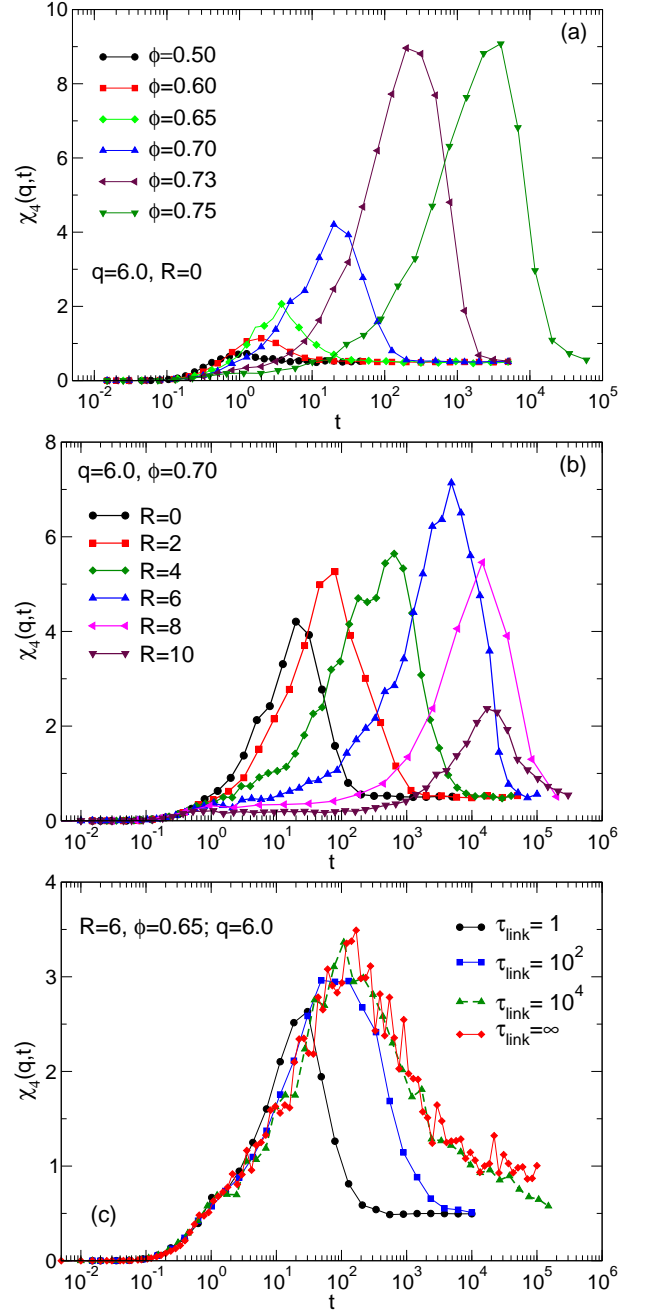 10
(a)
ϕ=0.50
ϕ=0.60
8
ϕ=0.65
ϕ=0.70
6
ϕ=0.73
ϕ=0.75
χ4(q,t)
4
q=6.0, R=0
2
0
10^-2 10^-1 10^0 10^1 10^2 10^3 10^4 10^5
t
8
q=6.0, ϕ=0.70
(b)
R=0
6
R=2
R=4
R=6
χ4(q,t)
4
R=8
R=10
2
0
10^-2 10^-1 10^0 10^1 10^2 10^3 10^4 10^5 10^6
t
4
R=6, ϕ=0.65; q=6.0
τlink= 1
τlink= 10^2
3
τlink= 10^4
τlink=∞
χ4(q,t)
2
1
(c)
0
10^-2 10^-1 10^0 10^1 10^2 10^3 10^4 10^5 10^6
t